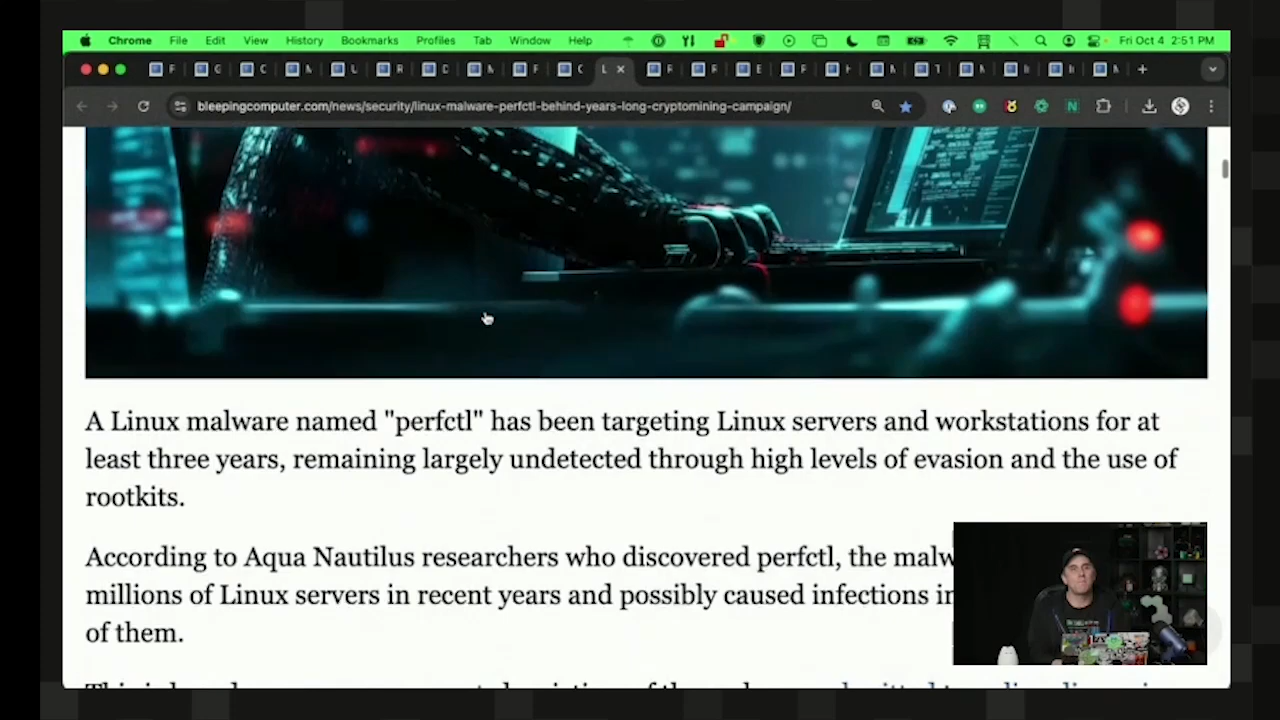 Chrome File Edit View History Bookmarks Profiles Tab Window Help Fri Oct 4 2:51 PM
bleepingcomputer.com/news/security/linux-malware-perfctl-behind-years-long-cryptomining-campaign/
A Linux malware named "perfctl" has been targeting Linux servers and workstations for at
least three years, remaining largely undetected through high levels of evasion and the use of
rootkits.
According to Aqua Nautilus researchers who discovered perfctl, the malw
millions of Linux servers in recent years and possibly caused infections in
of them.